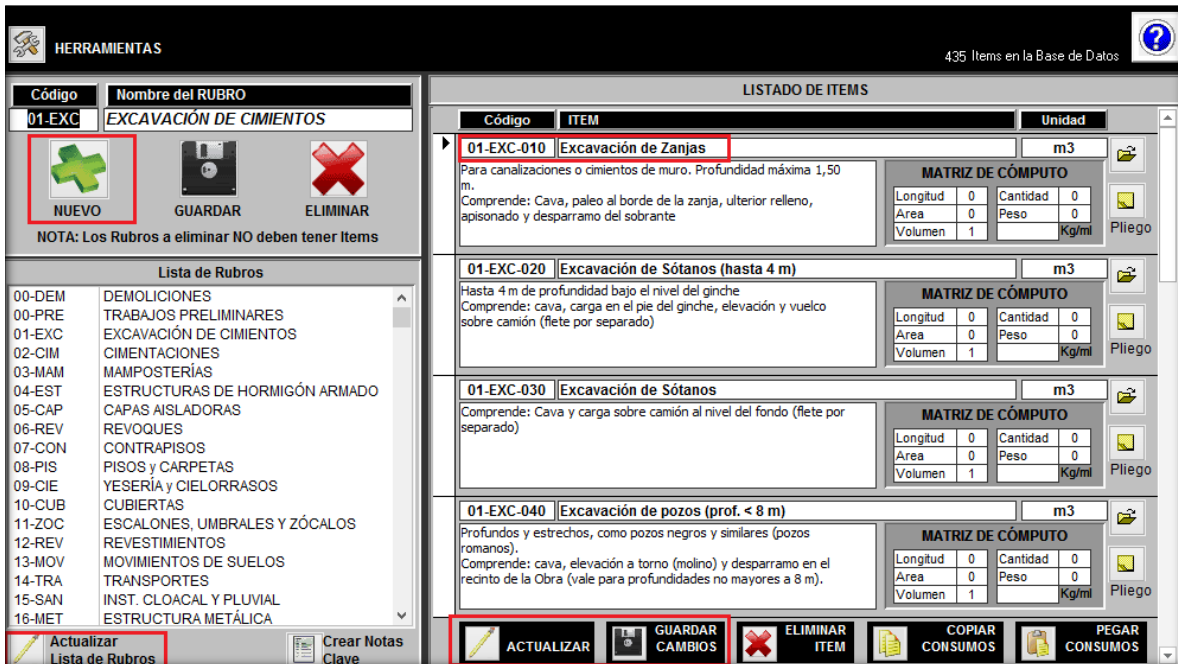 HERRAMIENTAS
435 Items en la Base de Datos
Código Nombre del RUBRO
01-EXC EXCAVACIÓN DE CIMIENTOS
NUEVO GUARDAR ELIMINAR
NOTA: Los Rubros a eliminar NO deben tener Items
Lista de Rubros
00-DEM DEMOLICIONES
00-PRE TRABAJOS PRELIMINARES
01-EXC EXCAVACIÓN DE CIMIENTOS
02-CIM CIMENTACIONES
03-MAM MAMPOSTERÍAS
04-EST ESTRUCTURAS DE HORMIGÓN ARMADO
05-CAP CAPAS AISLADORAS
06-REV REVOQUES
07-CON CONTRAPISOS
08-PIS PISOS y CARPETAS
09-CIE YESERÍA y CIELORRASOS
10-CUB CUBIERTAS
11-ZOC ESCALONES, UMBRALES Y ZÓCALOS
12-REV REVESTIMIENTOS
13-MOV MOVIMIENTOS DE SUELOS
14-TRA TRANSPORTES
15-SAN INST. CLOACAL Y PLUVIAL
16-MET ESTRUCTURA METÁLICA
Actualizar
Lista de Rubros
Crear Notas
Clave
LISTADO DE ITEMS
Código ITEM Unidad
01-EXC-010 Excavación de Zanjas m3
Para canalizaciones o cimientos de muro. Profundidad máxima 1,50
m.
Comprende: Cava, paleo al borde de la zanja, ulterior relleno,
apisonado y desparramo del sobrante
MATRIZ DE CÓMPUTO
Longitud 0 Cantidad 0
Area 0 Peso 0
Volumen 1 Kg/ml
Pliego
01-EXC-020 Excavación de Sótanos (hasta 4 m) m3
Hasta 4 m de profundidad bajo el nivel del ginche
Comprende: cava, carga en el pie del ginche, elevación y vuelco
sobre camión (flete por separado)
MATRIZ DE CÓMPUTO
Longitud 0 Cantidad 0
Area 0 Peso 0
Volumen 1 Kg/ml
Pliego
01-EXC-030 Excavación de Sótanos m3
Comprende: Cava y carga sobre camión al nivel del fondo (flete por
separado)
MATRIZ DE CÓMPUTO
Longitud 0 Cantidad 0
Area 0 Peso 0
Volumen 1 Kg/ml
Pliego
01-EXC-040 Excavación de pozos (prof. < 8 m) m3
Profundos y estrechos, como pozos negros y similares (pozos
romanos).
Comprende: cava, elevación a torno (molino) y desparramo en el
recinto de la Obra (vale para profundidades no mayores a 8 m).
MATRIZ DE CÓMPUTO
Longitud 0 Cantidad 0
Area 0 Peso 0
Volumen 1 Kg/ml
Pliego
ACTUALIZAR
GUARDAR
CAMBIOS
ELIMINAR
ITEM
COPIAR
CONSUMOS
PEGAR
CONSUMOS